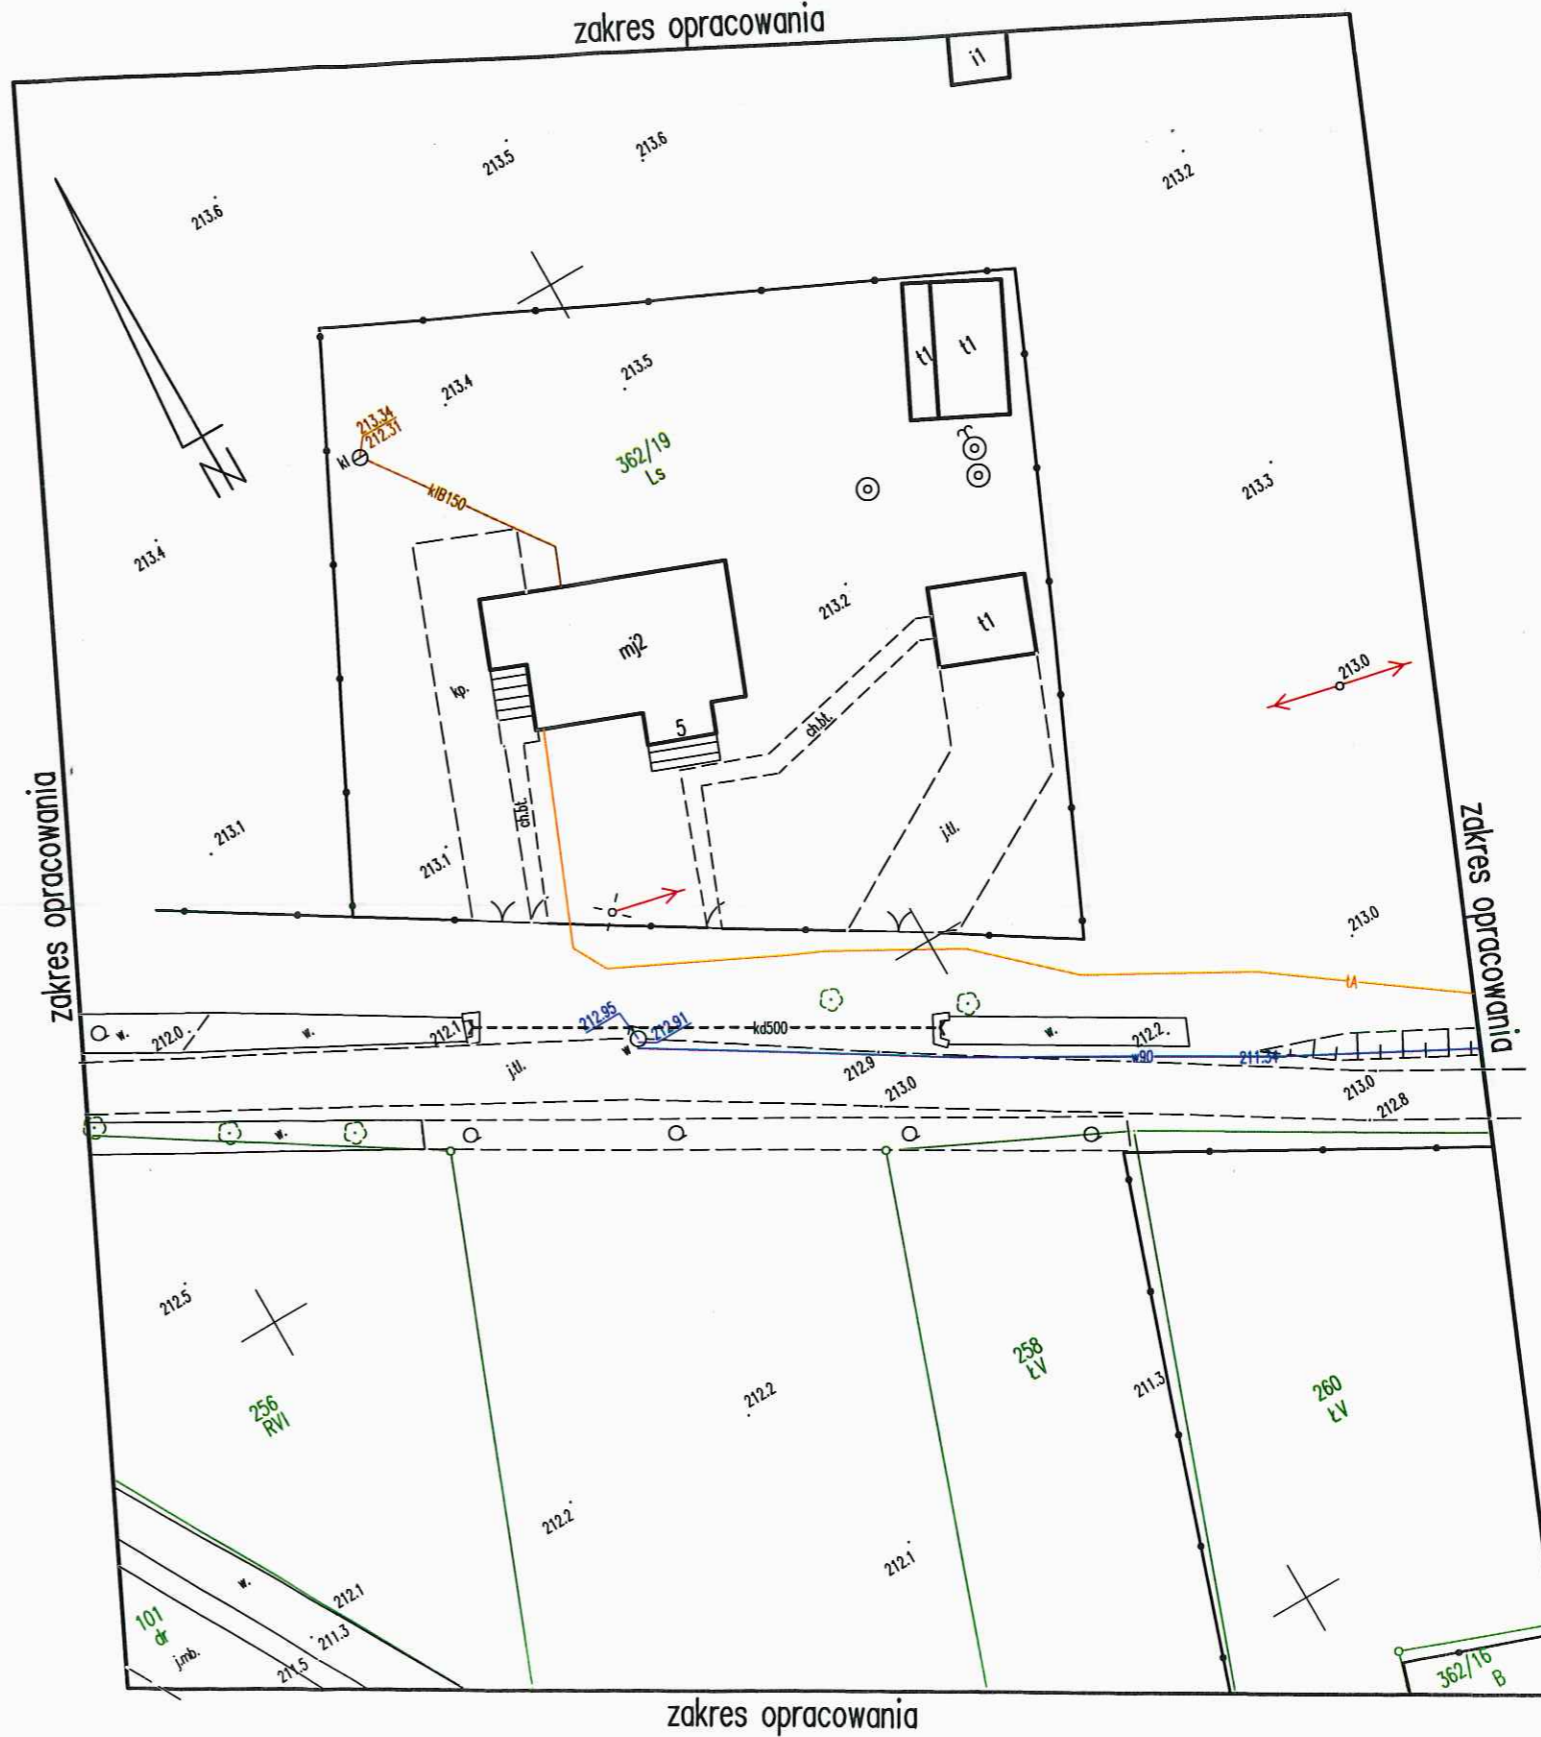 zakres opracowania
i1
213.6
213.5
213.2
213.6
t1
t1
213.5
213.4
213.34
212.31
kl
362/19
Ls
klB150
213.3
213.4
213.2
t1
mj2
213.0
kp.
5
ch.bt.
ch.bt.
j.tł.
213.1
213.1
zakres opracowania
zakres opracowania
213.0
tA
212.95
212.91
w
w.
212.0
w.
212.1
kd500
w.
212.2
w90
211.34
j.tł.
212.9
213.0
213.0
212.8
w.
212.5
258
ŁV
211.3
260
ŁV
212.2
256
RVI
212.2
212.1
w.
212.1
101
dr
211.3
j.mb.
211.5
362/16
B
N
zakres opracowania